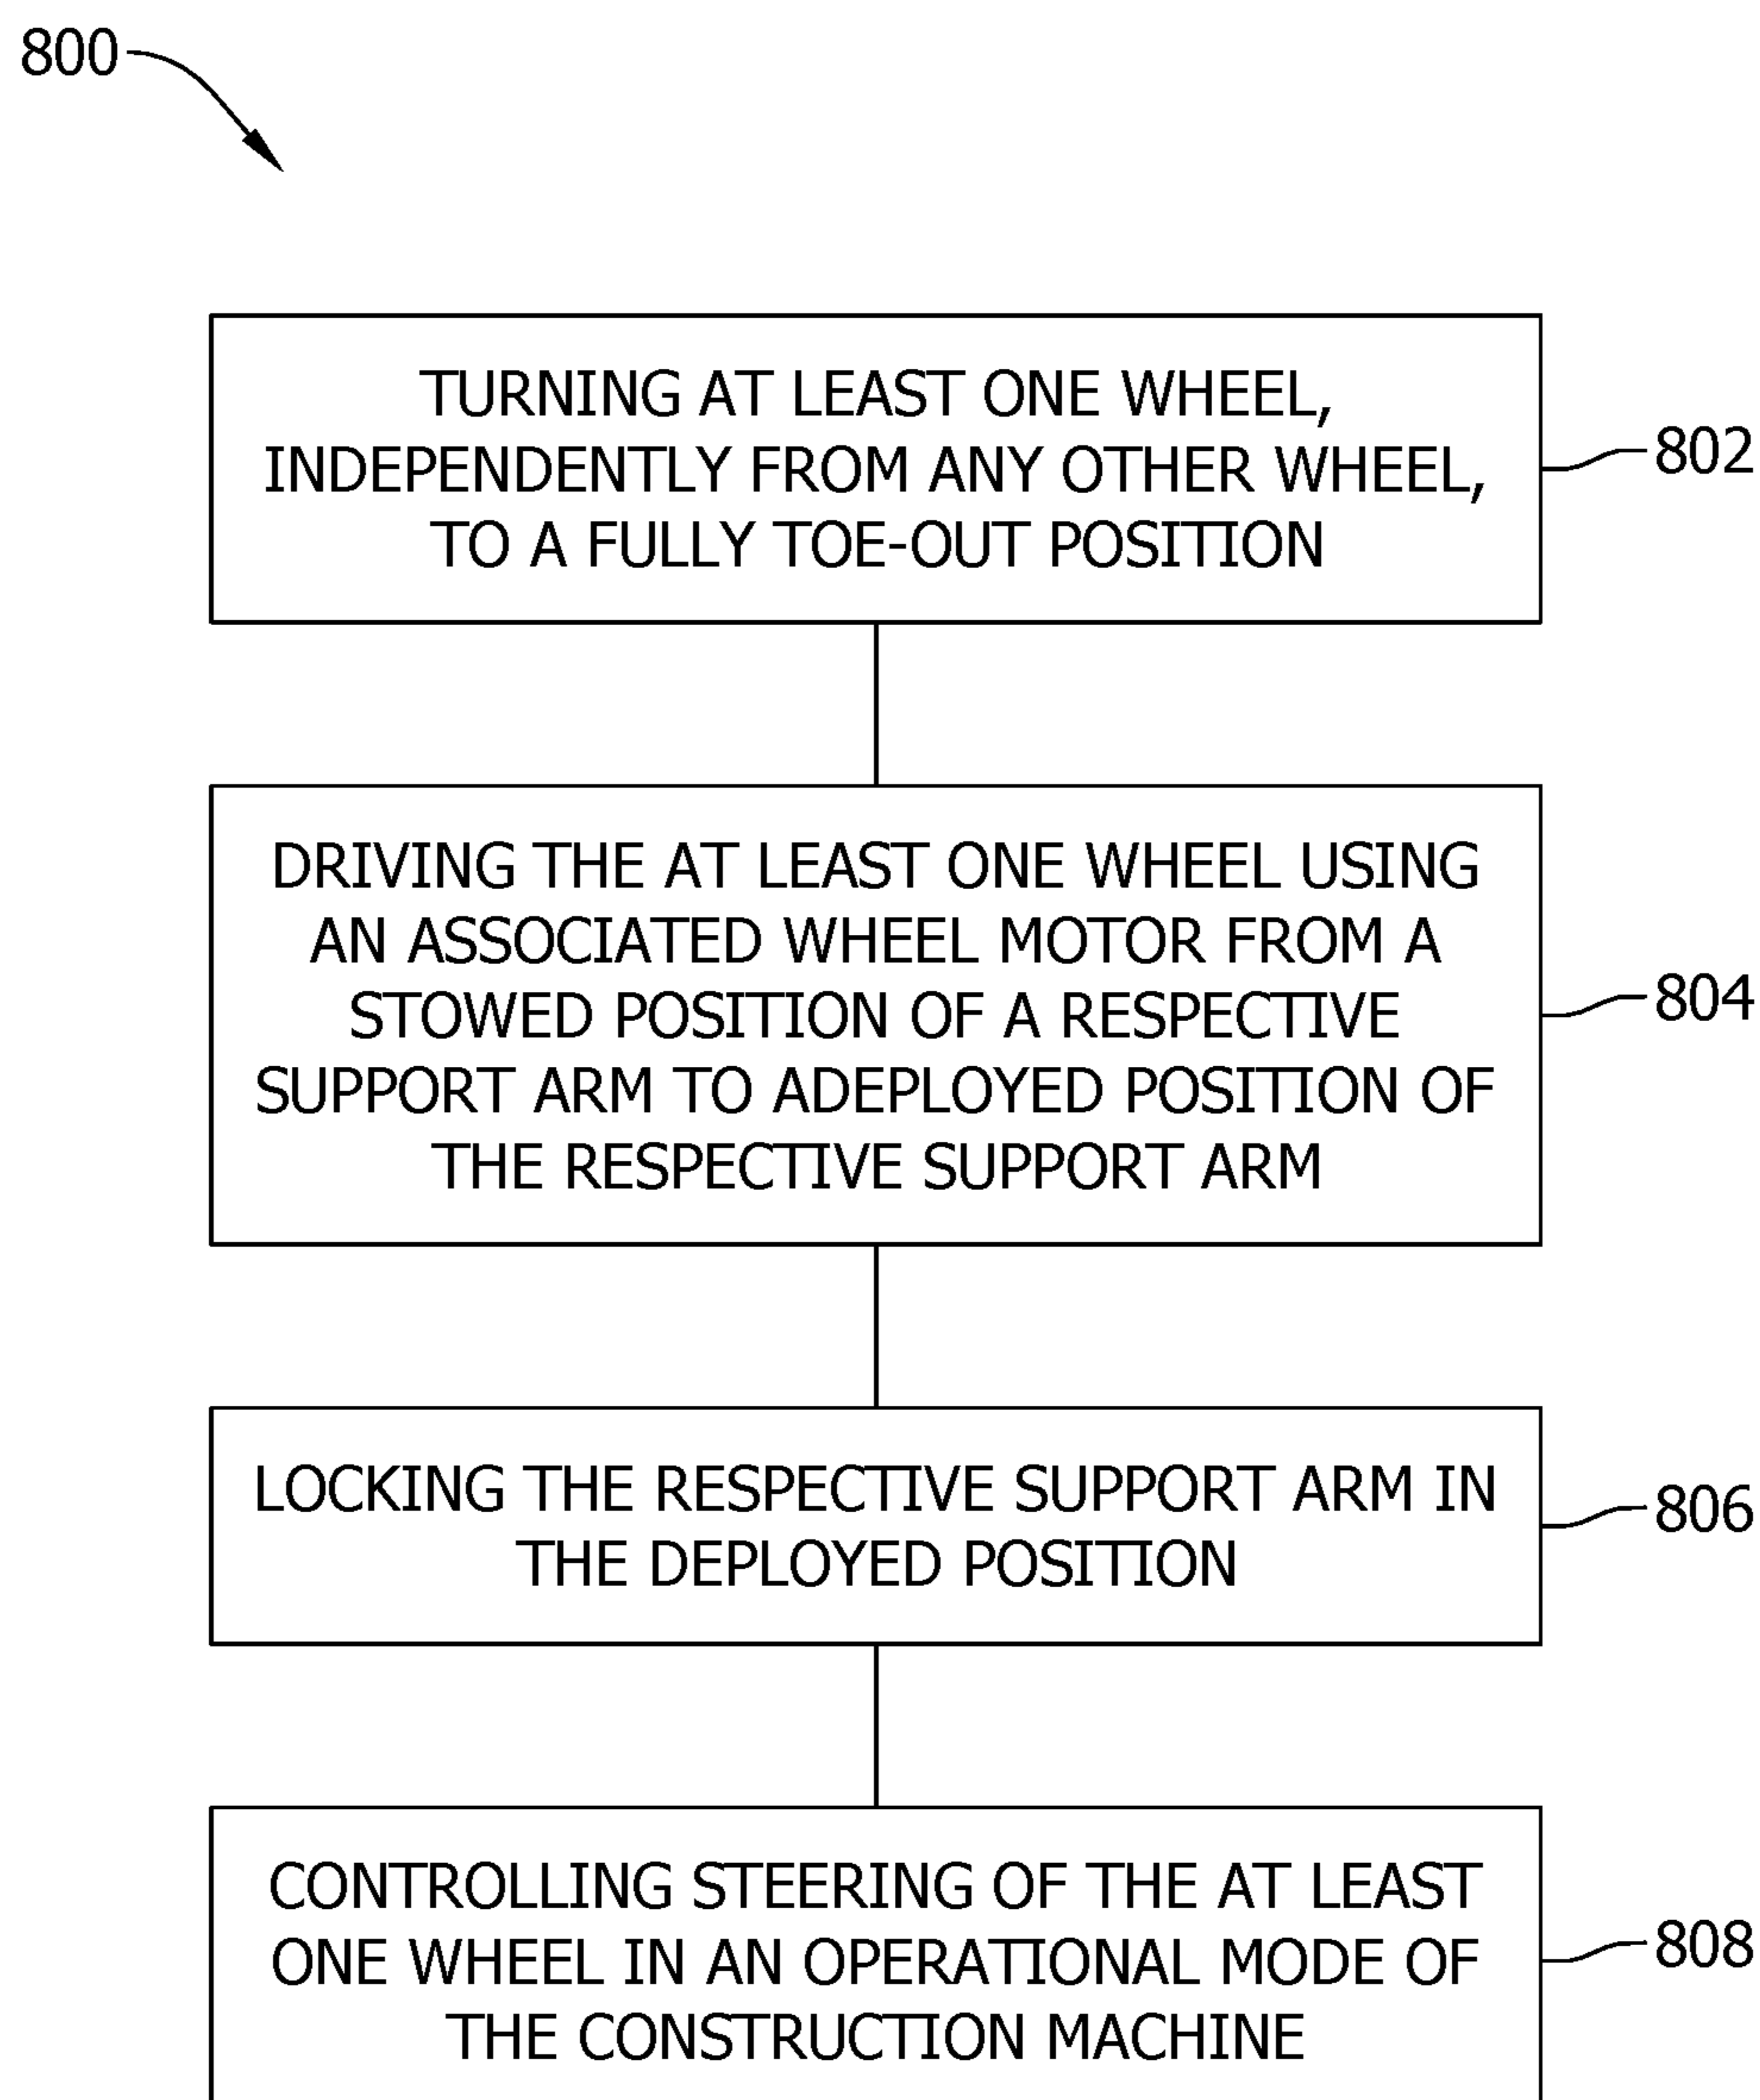 800
TURNING AT LEAST ONE WHEEL,
INDEPENDENTLY FROM ANY OTHER WHEEL,
TO A FULLY TOE-OUT POSITION
802
DRIVING THE AT LEAST ONE WHEEL USING
AN ASSOCIATED WHEEL MOTOR FROM A
STOWED POSITION OF A RESPECTIVE
SUPPORT ARM TO ADEPLOYED POSITION OF
THE RESPECTIVE SUPPORT ARM
804
LOCKING THE RESPECTIVE SUPPORT ARM IN
THE DEPLOYED POSITION
806
CONTROLLING STEERING OF THE AT LEAST
ONE WHEEL IN AN OPERATIONAL MODE OF
THE CONSTRUCTION MACHINE
808